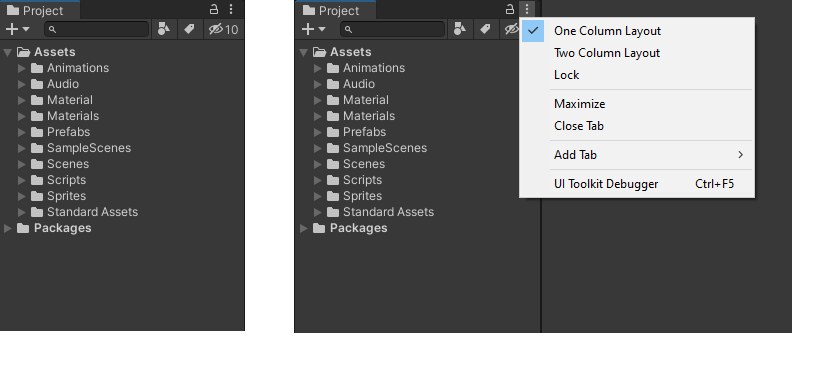 Project
10
Assets
Animations
Audio
Material
Materials
Prefabs
SampleScenes
Scenes
Scripts
Sprites
Standard Assets
Packages
Project
Assets
Animations
Audio
Material
Materials
Prefabs
SampleScenes
Scenes
Scripts
Sprites
Standard Assets
Packages
One Column Layout
Two Column Layout
Lock
Maximize
Close Tab
Add Tab
UI Toolkit Debugger Ctrl+F5